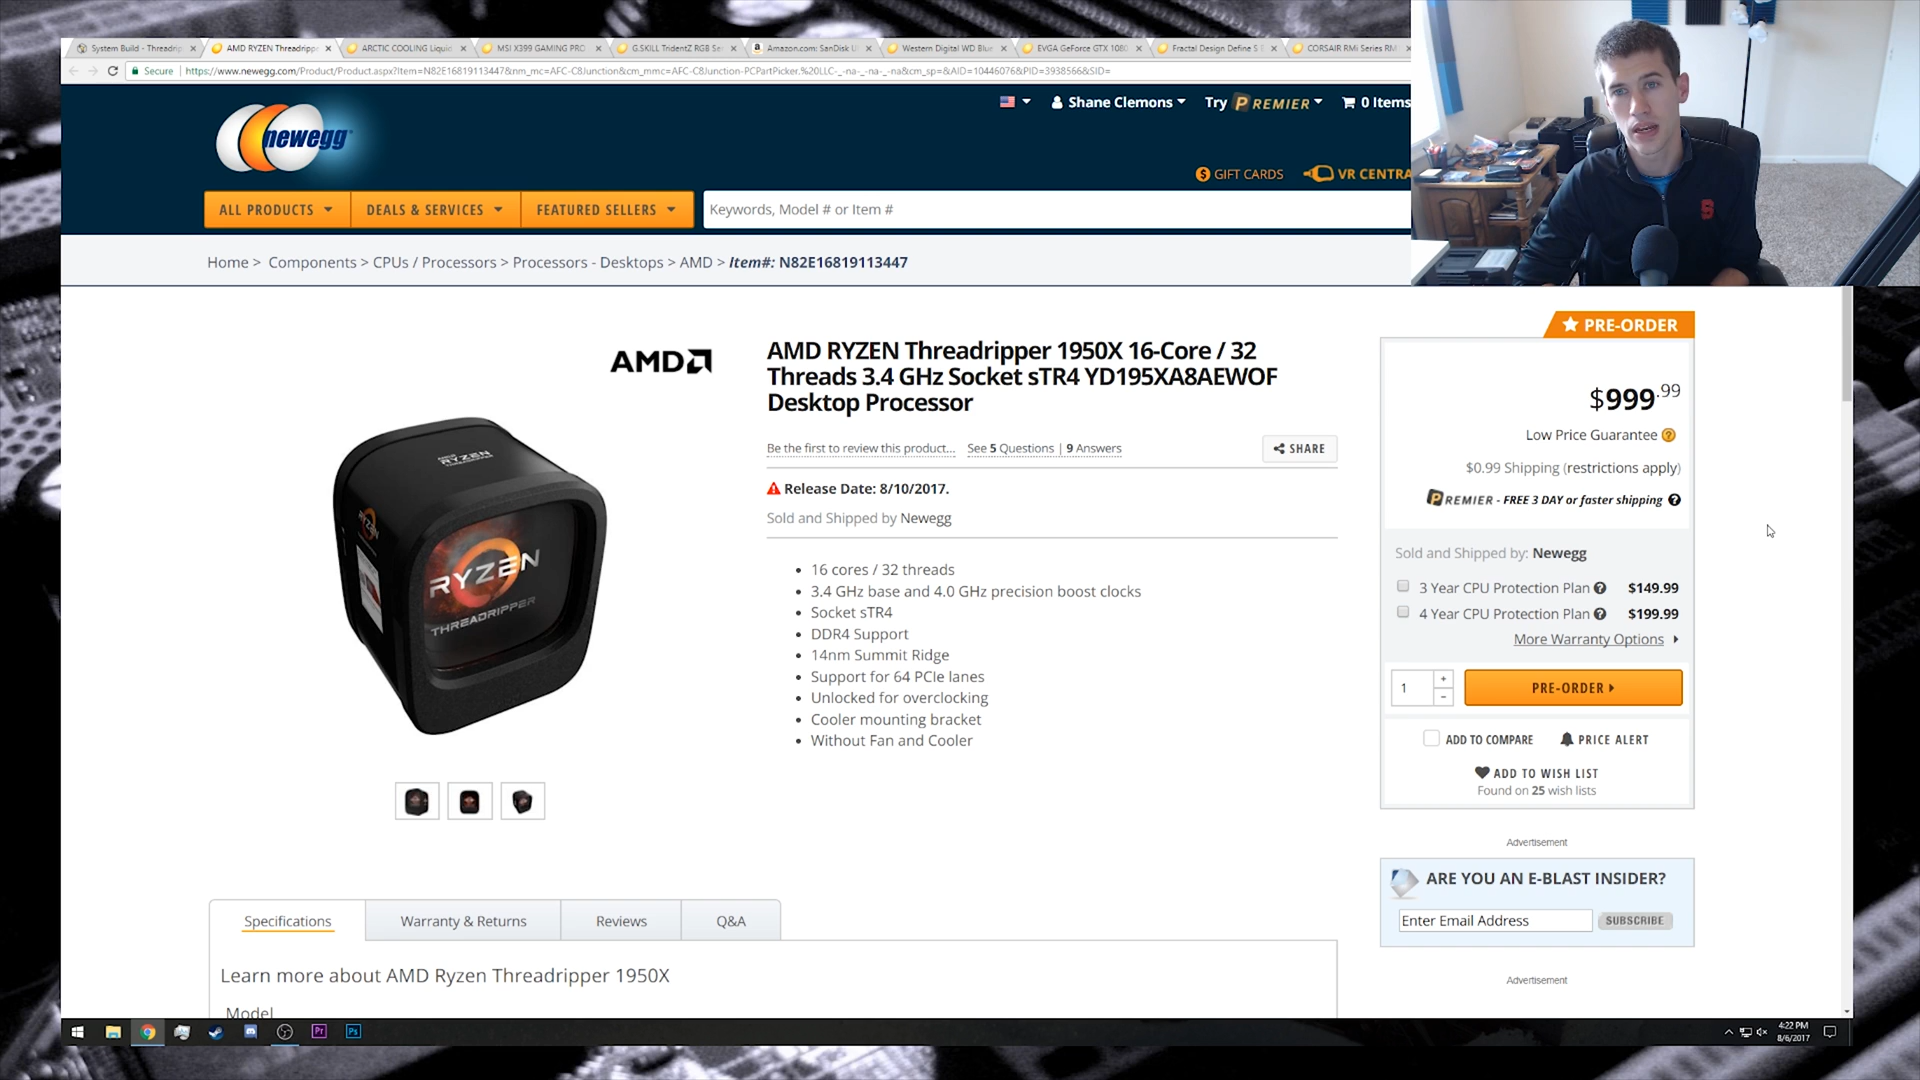 System Build - Threadrip
AMD RYZEN Threadrippe
ARCTIC COOLING Liquid
MSI X399 GAMING PRO
G.SKILL TridentZ RGB Ser
Amazon.com: SanDisk U
Western Digital WD Blue
EVGA GeForce GTX 1080
Fractal Design Define S B
CORSAIR RMi Series RM
Secure https://www.newegg.com/Product/Product.aspx?Item=N82E16819113447&nm_mc=AFC-C8Junction&cm_mmc=AFC-C8Junction-PCPartPicker,%20LLC-_-na-_-na-_-na&cm_sp=&AID=10446076&PID=3938566&SID=
newegg
Shane Clemons
Try PREMIER
0 Items
GIFT CARDS
VR CENTRA
ALL PRODUCTS
DEALS & SERVICES
FEATURED SELLERS
Keywords, Model # or Item #
Home > Components > CPUs / Processors > Processors - Desktops > AMD > Item#: N82E16819113447
AMD
RYZEN
THREADRIPPER
RYZEN
RYZEN
THREADRIPPER
AMD RYZEN Threadripper 1950X 16-Core / 32
Threads 3.4 GHz Socket sTR4 YD195XA8AEWOF
Desktop Processor
Be the first to review this product...
See 5 Questions | 9 Answers
SHARE
Release Date: 8/10/2017.
Sold and Shipped by Newegg
16 cores / 32 threads
3.4 GHz base and 4.0 GHz precision boost clocks
Socket sTR4
DDR4 Support
14nm Summit Ridge
Support for 64 PCIe lanes
Unlocked for overclocking
Cooler mounting bracket
Without Fan and Cooler
PRE-ORDER
$999.99
Low Price Guarantee
$0.99 Shipping (restrictions apply)
PREMIER - FREE 3 DAY or faster shipping
Sold and Shipped by: Newegg
3 Year CPU Protection Plan $149.99
4 Year CPU Protection Plan $199.99
More Warranty Options
1
PRE-ORDER
ADD TO COMPARE
PRICE ALERT
ADD TO WISH LIST
Found on 25 wish lists
Advertisement
ARE YOU AN E-BLAST INSIDER?
Enter Email Address
SUBSCRIBE
Advertisement
Specifications
Warranty & Returns
Reviews
Q&A
Learn more about AMD Ryzen Threadripper 1950X
Model
Pr
Ps
4:22 PM
8/6/2017